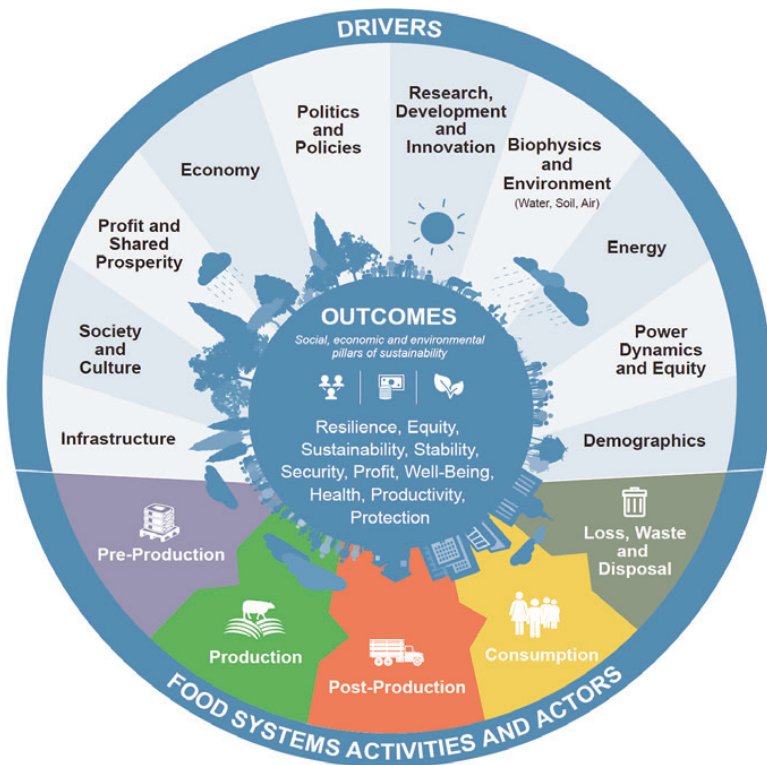 DRIVERS
Infrastructure
Society
and
Culture
Profit and
Shared
Prosperity
Economy
Politics
and
Policies
Research,
Development
and
Innovation
Biophysics
and
Environment
(Water, Soil, Air)
Energy
Power
Dynamics
and Equity
Demographics
OUTCOMES
Social, economic and environmental
pillars of sustainability
Resilience, Equity,
Sustainability, Stability,
Security, Profit, Well-Being,
Health, Productivity,
Protection
Pre-Production
Production
Post-Production
Consumption
Loss, Waste
and
Disposal
FOOD SYSTEMS ACTIVITIES AND ACTORS